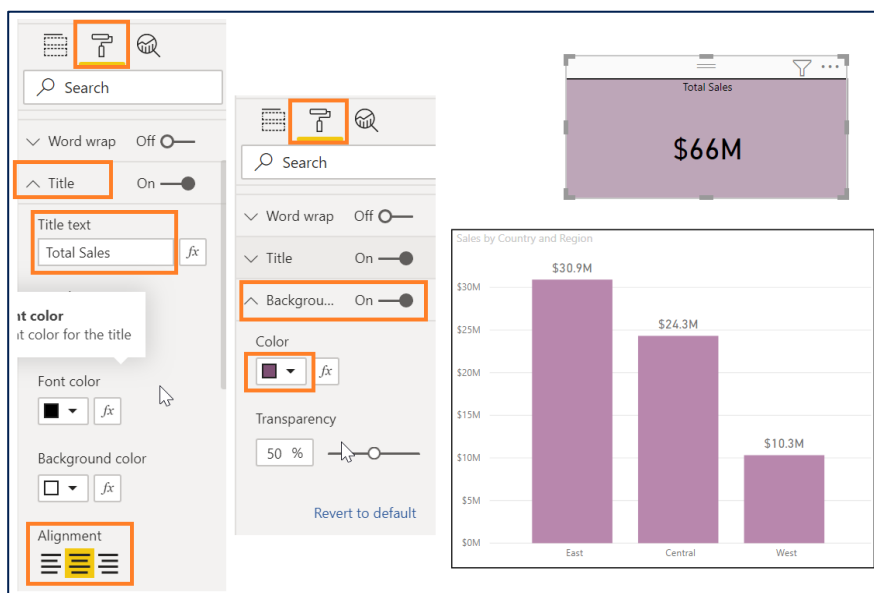 Search
Word wrap Off
Title On
Title text
Total Sales fx
nt color
nt color for the title
Font color
fx
Background color
fx
Alignment
Search
Word wrap Off
Title On
Backgrou... On
Color
fx
Transparency
50 %
Revert to default
Total Sales
$66M
Sales by Country and Region
$30.9M
$30M
$25M
$24.3M
$20M
$15M
$10.3M
$10M
$5M
$0M
East Central West